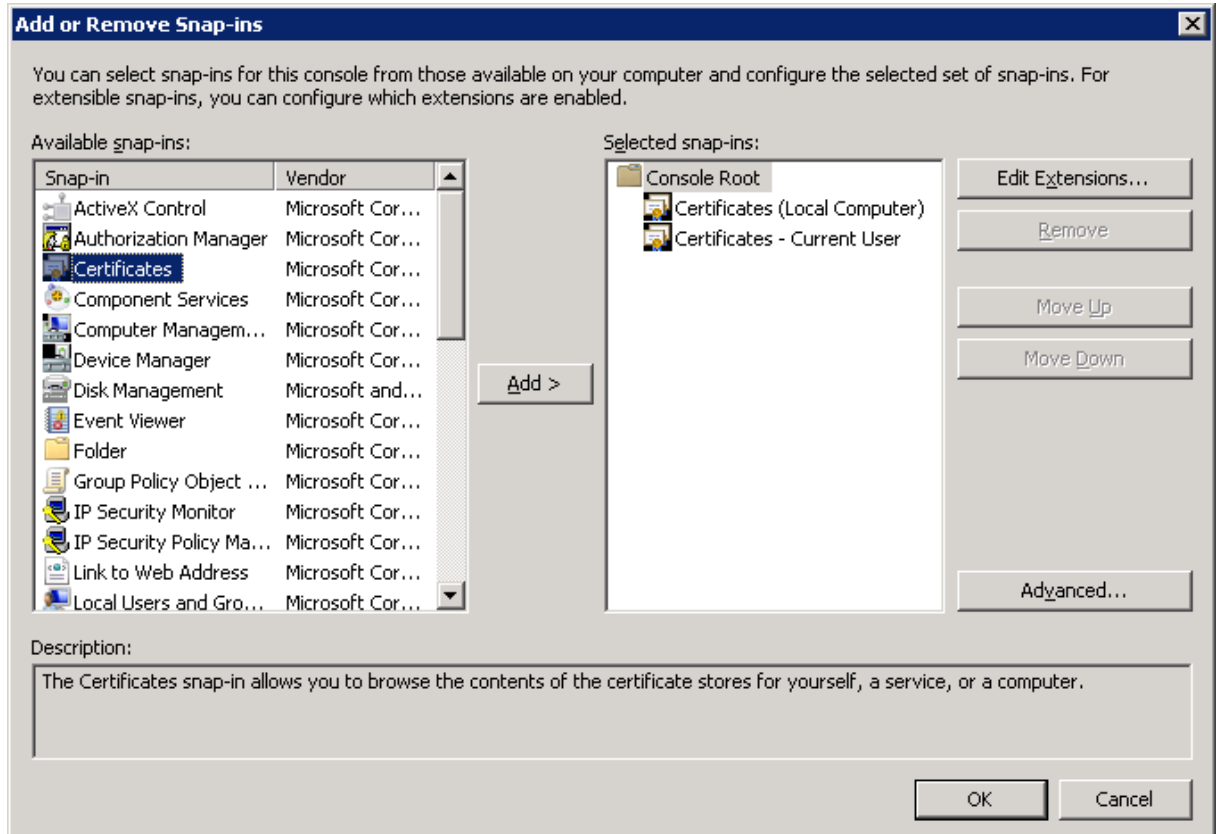 Add or Remove Snap-ins
You can select snap-ins for this console from those available on your computer and configure the selected set of snap-ins. For
extensible snap-ins, you can configure which extensions are enabled.
Available snap-ins:
Snap-in Vendor
ActiveX Control Microsoft Cor...
Authorization Manager Microsoft Cor...
Certificates Microsoft Cor...
Component Services Microsoft Cor...
Computer Managem... Microsoft Cor...
Device Manager Microsoft Cor...
Disk Management Microsoft and...
Event Viewer Microsoft Cor...
Folder Microsoft Cor...
Group Policy Object ... Microsoft Cor...
IP Security Monitor Microsoft Cor...
IP Security Policy Ma... Microsoft Cor...
Link to Web Address Microsoft Cor...
Local Users and Gro... Microsoft Cor...
Add >
Selected snap-ins:
Console Root
Certificates (Local Computer)
Certificates - Current User
Edit Extensions...
Remove
Move Up
Move Down
Advanced...
Description:
The Certificates snap-in allows you to browse the contents of the certificate stores for yourself, a service, or a computer.
OK
Cancel